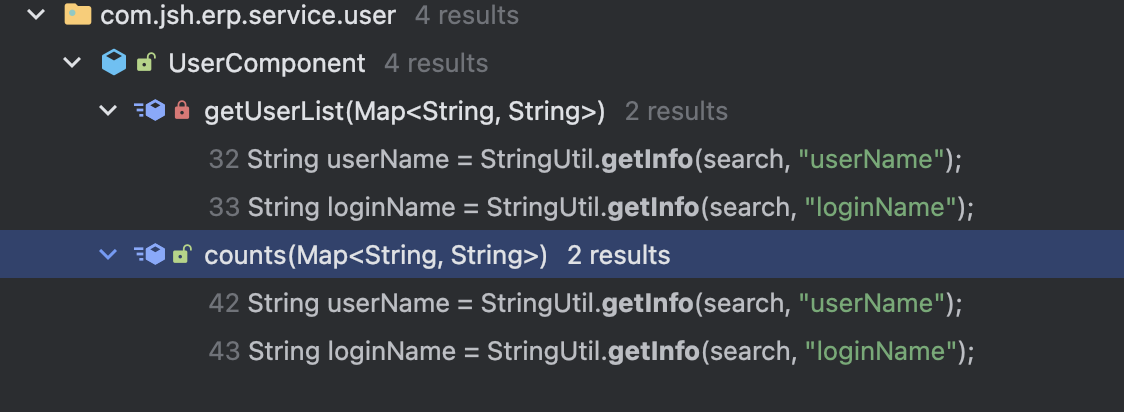 com.jsh.erp.service.user 4 results
UserComponent 4 results
getUserList(Map<String, String>) 2 results
32 String userName = StringUtil.getInfo(search, "userName");
33 String loginName = StringUtil.getInfo(search, "loginName");
counts(Map<String, String>) 2 results
42 String userName = StringUtil.getInfo(search, "userName");
43 String loginName = StringUtil.getInfo(search, "loginName");